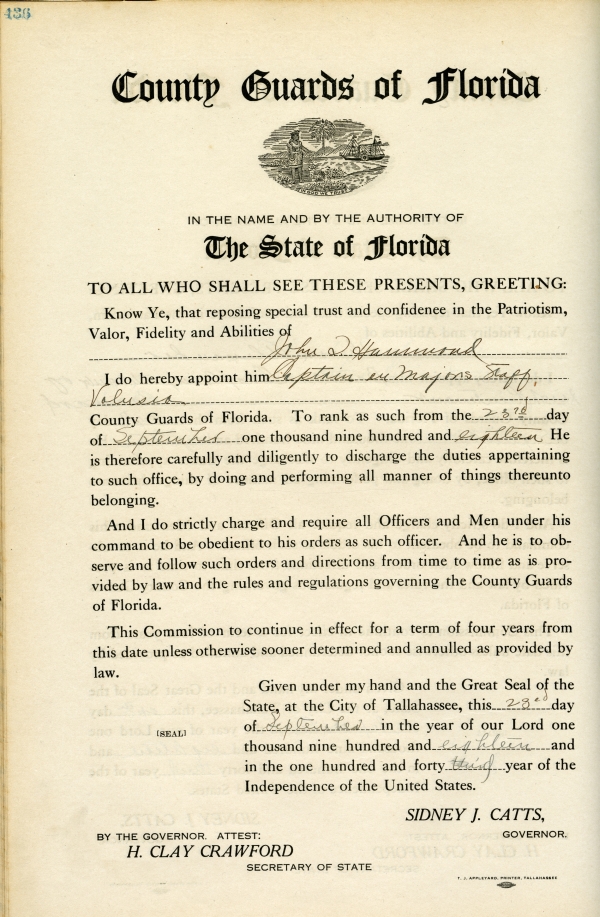 436
County Guards of Florida
IN GOD WE TRUST
IN THE NAME AND BY THE AUTHORITY OF
The State of Florida
TO ALL WHO SHALL SEE THESE PRESENTS, GREETING:
Know Ye, that reposing special trust and confidenee in the Patriotism,
Valor, Fidelity and Abilities of
John T Hammond
I do hereby appoint him Captain on Majors Staff,
Volusia
County Guards of Florida. To rank as such from the 23rd day
of September one thousand nine hundred and eighteen He
is therefore carefully and diligently to discharge the duties appertaining
to such office, by doing and performing all manner of things thereunto
belonging.
And I do strictly charge and require all Officers and Men under his
command to be obedient to his orders as such officer. And he is to ob-
serve and follow such orders and directions from time to time as is pro-
vided by law and the rules and regulations governing the County Guards
of Florida.
This Commission to continue in effect for a term of four years from
this date unless otherwise sooner determined and annulled as provided by
law.
Given under my hand and the Great Seal of the
State, at the City of Tallahassee, this 23rd day
[SEAL] of September in the year of our Lord one
thousand nine hundred and eighteen and
in the one hundred and forty third year of the
Independence of the United States.
SIDNEY J. CATTS,
BY THE GOVERNOR. ATTEST: GOVERNOR.
H. CLAY CRAWFORD
SECRETARY OF STATE
T. J. APPLEYARD, PRINTER, TALLAHASSEE